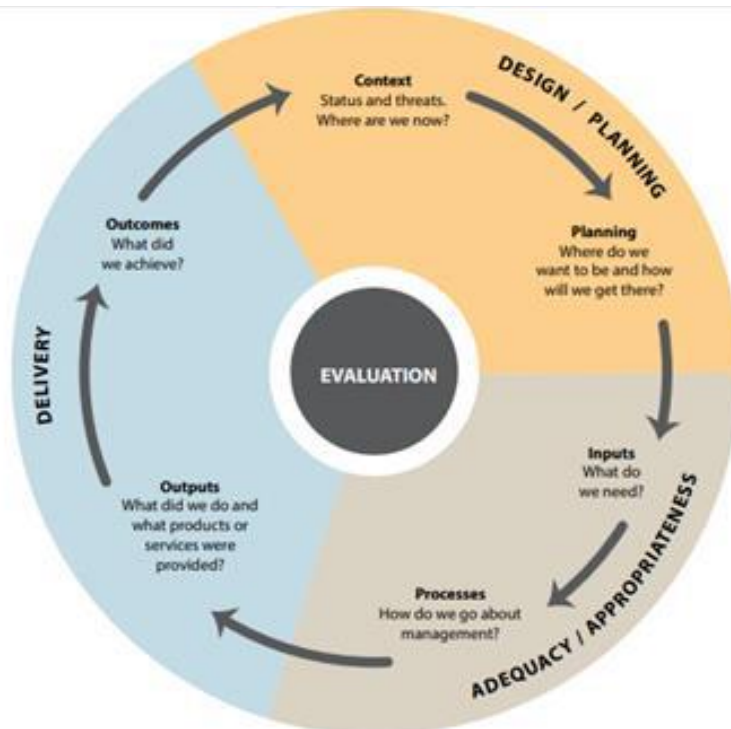 DESIGN / PLANNING
Context
Status and threats.
Where are we now?
Planning
Where do we
want to be and how
will we get there?
ADEQUACY / APPROPRIATENESS
Inputs
What do
we need?
Processes
How do we go about
management?
DELIVERY
Outputs
What did we do and
what products or
services were
provided?
Outcomes
What did
we achieve?
EVALUATION